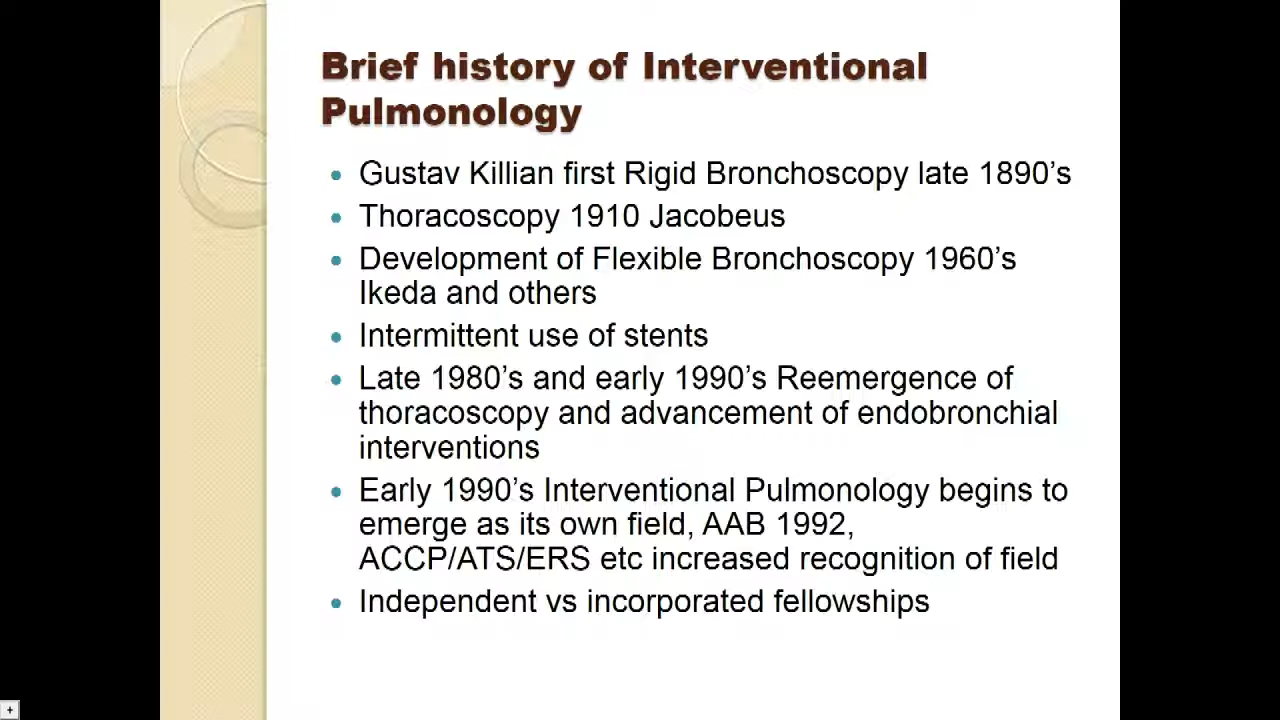 Brief history of Interventional
Pulmonology
• Gustav Killian first Rigid Bronchoscopy late 1890’s
• Thoracoscopy 1910 Jacobeus
• Development of Flexible Bronchoscopy 1960’s
Ikeda and others
• Intermittent use of stents
• Late 1980’s and early 1990’s Reemergence of
thoracoscopy and advancement of endobronchial
interventions
• Early 1990’s Interventional Pulmonology begins to
emerge as its own field, AAB 1992,
ACCP/ATS/ERS etc increased recognition of field
• Independent vs incorporated fellowships
+